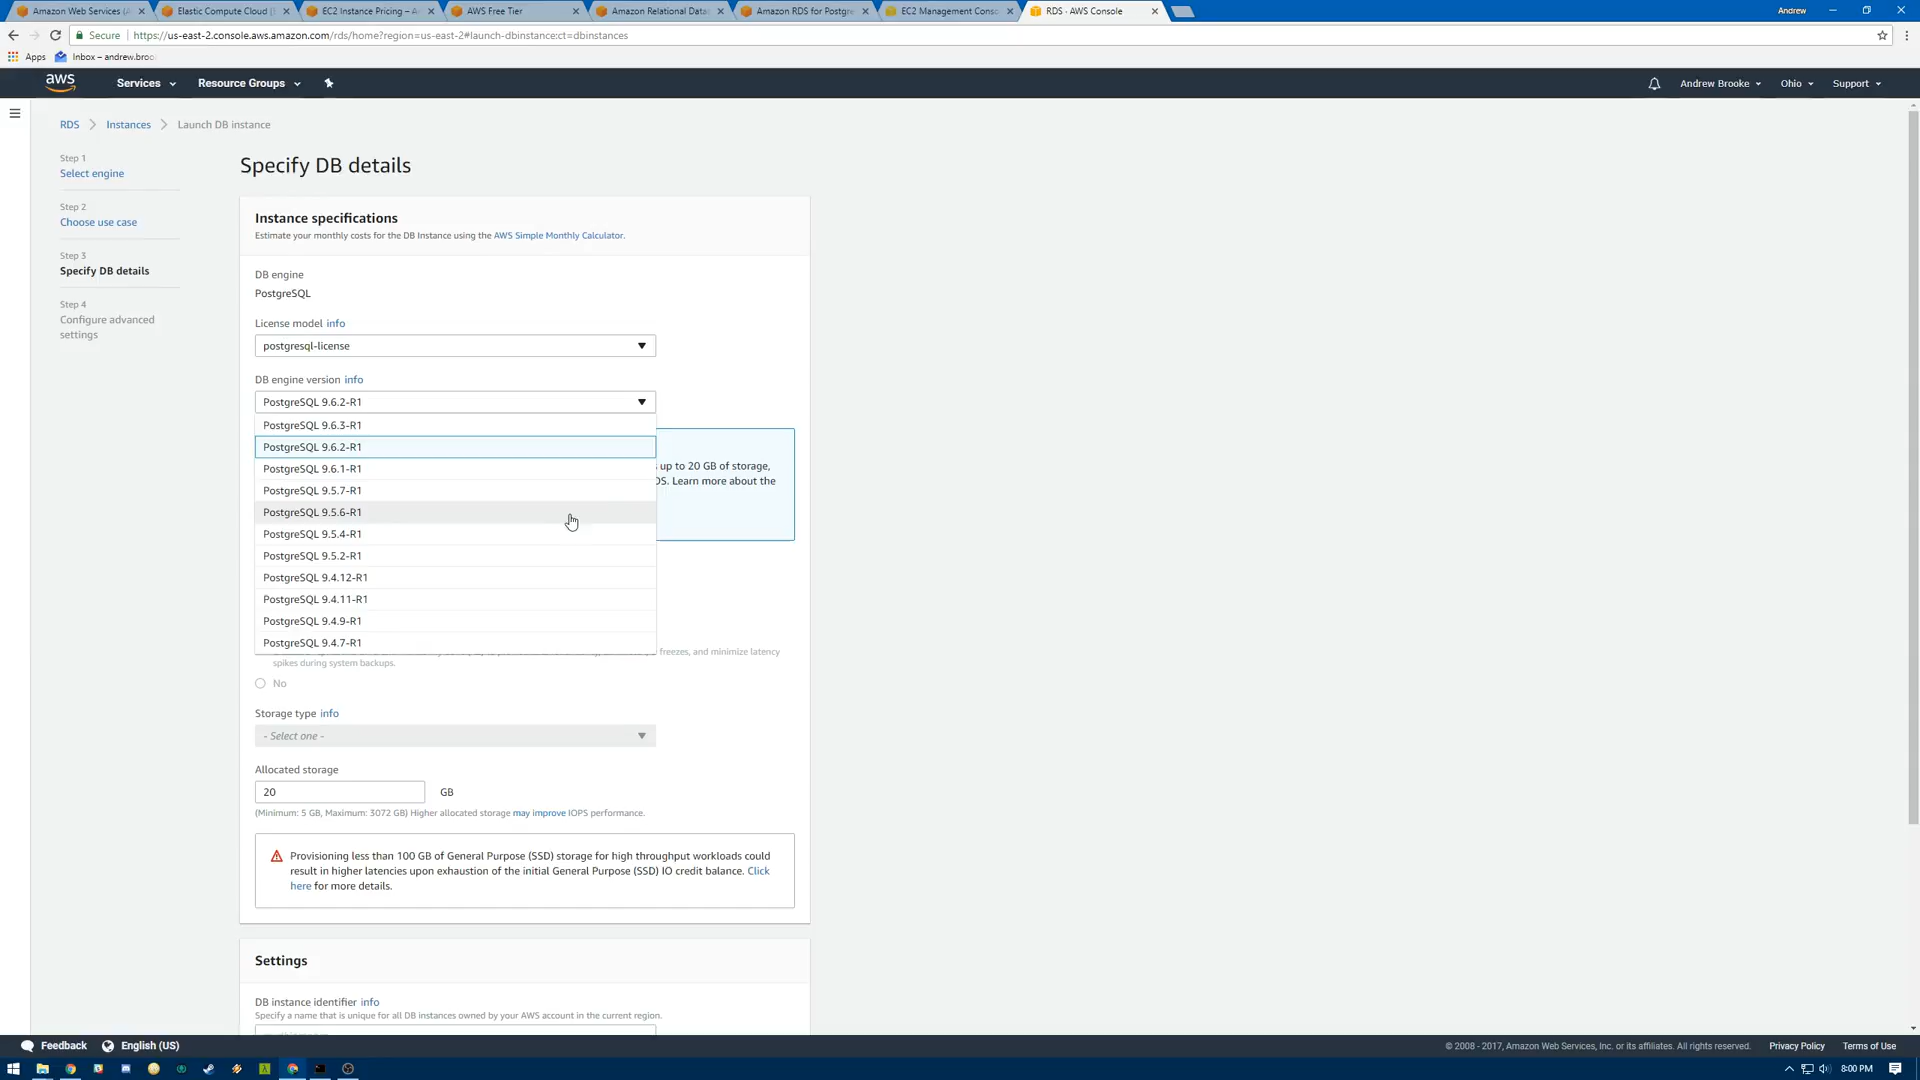 Amazon Web Services (A
Elastic Compute Cloud (
EC2 Instance Pricing – A
AWS Free Tier
Amazon Relational Data
Amazon RDS for Postgre
EC2 Management Conso
RDS · AWS Console
Andrew
Secure
https://us-east-2.console.aws.amazon.com/rds/home?region=us-east-2#launch-dbinstance:ct=dbinstances
Apps
Inbox – andrew.broo
aws
Services
Resource Groups
Andrew Brooke
Ohio
Support
RDS
Instances
Launch DB instance
Step 1
Select engine
Step 2
Choose use case
Step 3
Specify DB details
Step 4
Configure advanced
settings
Specify DB details
Instance specifications
Estimate your monthly costs for the DB Instance using the AWS Simple Monthly Calculator.
DB engine
PostgreSQL
License model info
postgresql-license
DB engine version info
PostgreSQL 9.6.2-R1
PostgreSQL 9.6.3-R1
PostgreSQL 9.6.2-R1
PostgreSQL 9.6.1-R1
PostgreSQL 9.5.7-R1
PostgreSQL 9.5.6-R1
PostgreSQL 9.5.4-R1
PostgreSQL 9.5.2-R1
PostgreSQL 9.4.12-R1
PostgreSQL 9.4.11-R1
PostgreSQL 9.4.9-R1
PostgreSQL 9.4.7-R1
up to 20 GB of storage,
DS. Learn more about the
freezes, and minimize latency
spikes during system backups.
No
Storage type info
- Select one -
Allocated storage
20
GB
(Minimum: 5 GB, Maximum: 3072 GB) Higher allocated storage may improve IOPS performance.
Provisioning less than 100 GB of General Purpose (SSD) storage for high throughput workloads could
result in higher latencies upon exhaustion of the initial General Purpose (SSD) IO credit balance. Click
here for more details.
Settings
DB instance identifier info
Specify a name that is unique for all DB instances owned by your AWS account in the current region.
Feedback
English (US)
© 2008 - 2017, Amazon Web Services, Inc. or its affiliates. All rights reserved.
Privacy Policy
Terms of Use
8:00 PM